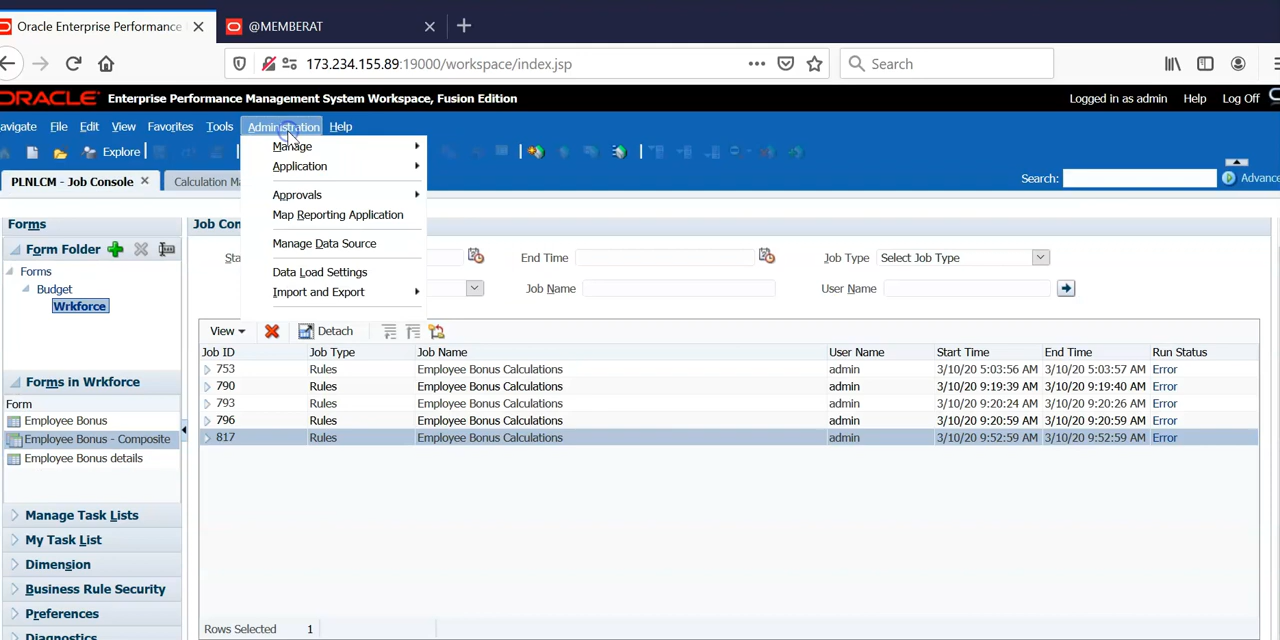 Oracle Enterprise Performance
@MEMBERAT
173.234.155.89:19000/workspace/index.jsp
Search
ORACLE Enterprise Performance Management System Workspace, Fusion Edition
Logged in as admin Help Log Off
avigate File Edit View Favorites Tools Administration Help
Explore
Manage
Application
Approvals
Map Reporting Application
Manage Data Source
Data Load Settings
Import and Export
PLNLCM - Job Console
Calculation Ma
Search: Advanc
Forms
Form Folder
Forms
Budget
Wrkforce
Forms in Wrkforce
Form
Employee Bonus
Employee Bonus - Composite
Employee Bonus details
Manage Task Lists
My Task List
Dimension
Business Rule Security
Preferences
Diagnostics
Job Con
Sta End Time Job Type Select Job Type
Job Name User Name
View Detach
Job ID Job Type Job Name User Name Start Time End Time Run Status
753 Rules Employee Bonus Calculations admin 3/10/20 5:03:56 AM 3/10/20 5:03:57 AM Error
790 Rules Employee Bonus Calculations admin 3/10/20 9:19:39 AM 3/10/20 9:19:40 AM Error
793 Rules Employee Bonus Calculations admin 3/10/20 9:20:24 AM 3/10/20 9:20:26 AM Error
796 Rules Employee Bonus Calculations admin 3/10/20 9:20:59 AM 3/10/20 9:20:59 AM Error
817 Rules Employee Bonus Calculations admin 3/10/20 9:52:59 AM 3/10/20 9:52:59 AM Error
Rows Selected 1